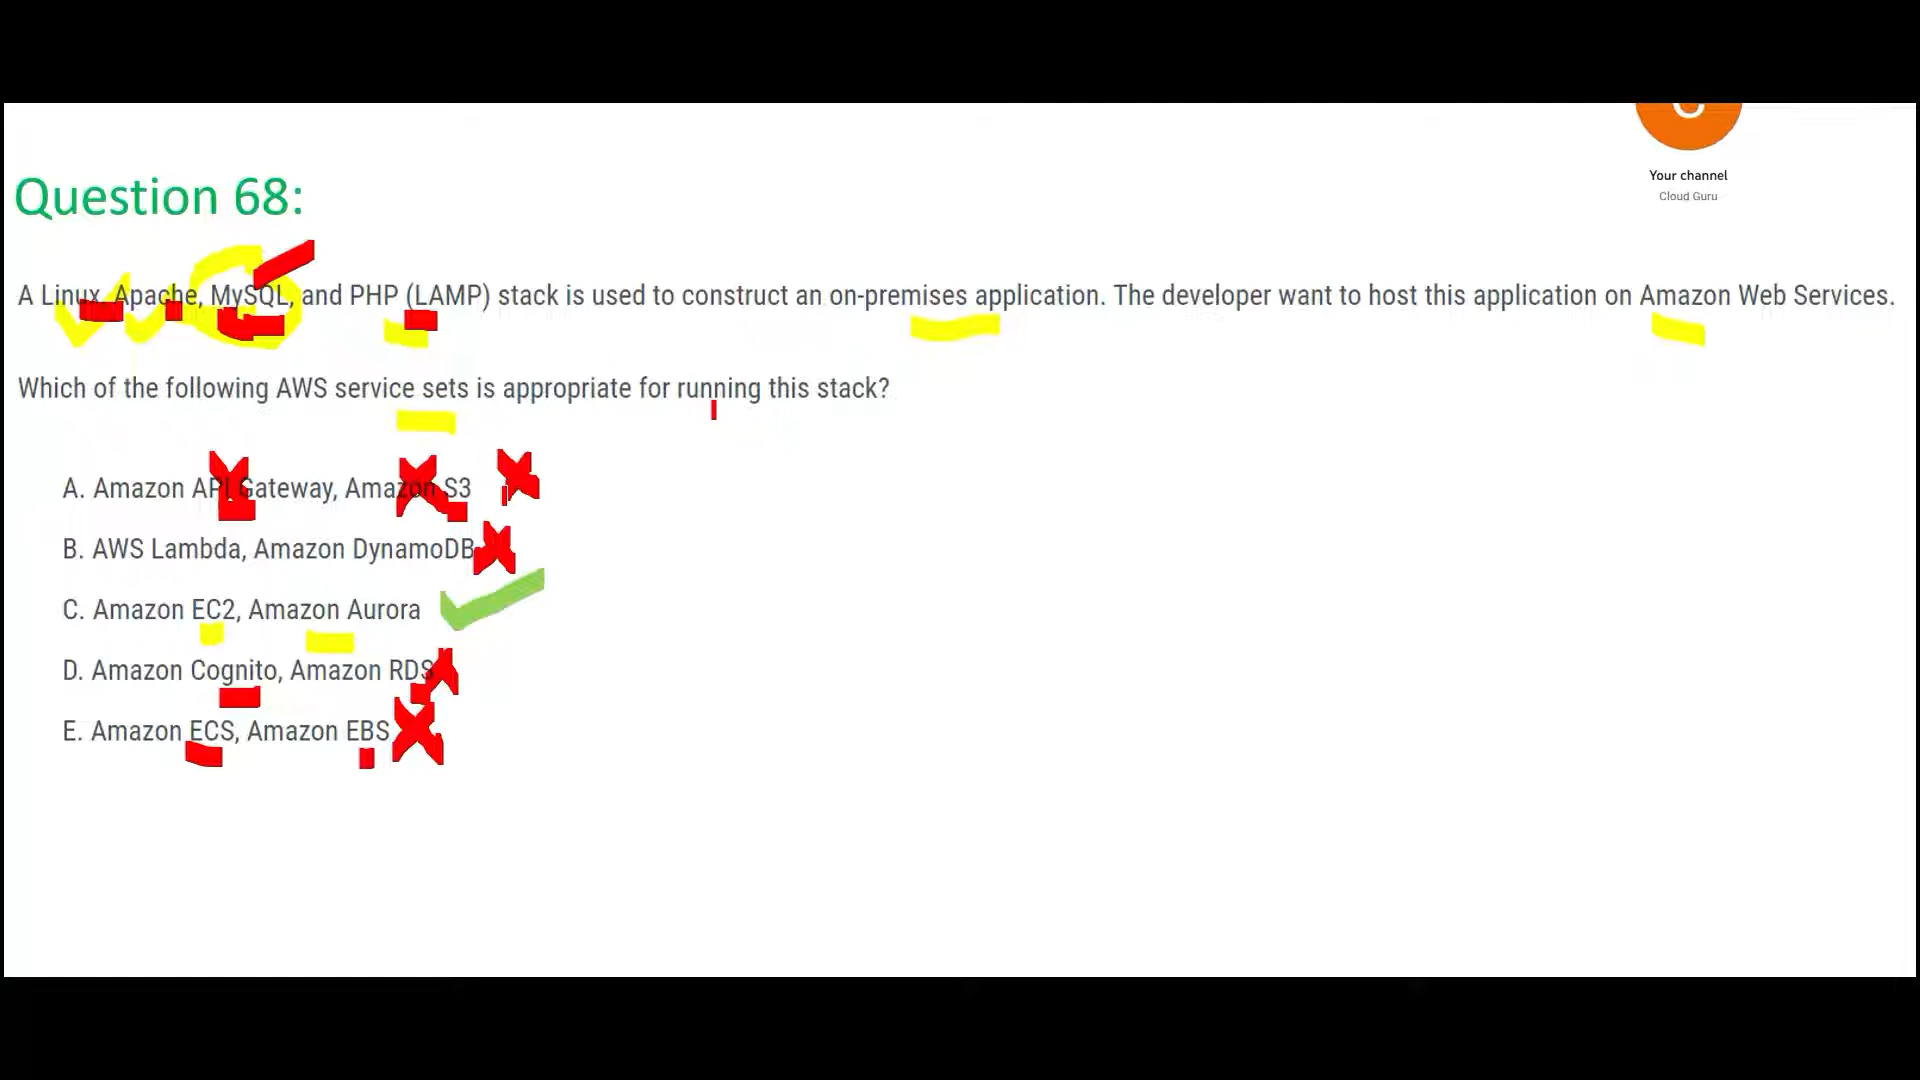 Your channel
Cloud Guru
Question 68:
A Linux, Apache, MySQL, and PHP (LAMP) stack is used to construct an on-premises application. The developer want to host this application on Amazon Web Services.
Which of the following AWS service sets is appropriate for running this stack?
A. Amazon API Gateway, Amazon S3
B. AWS Lambda, Amazon DynamoDB
C. Amazon EC2, Amazon Aurora
D. Amazon Cognito, Amazon RDS
E. Amazon ECS, Amazon EBS